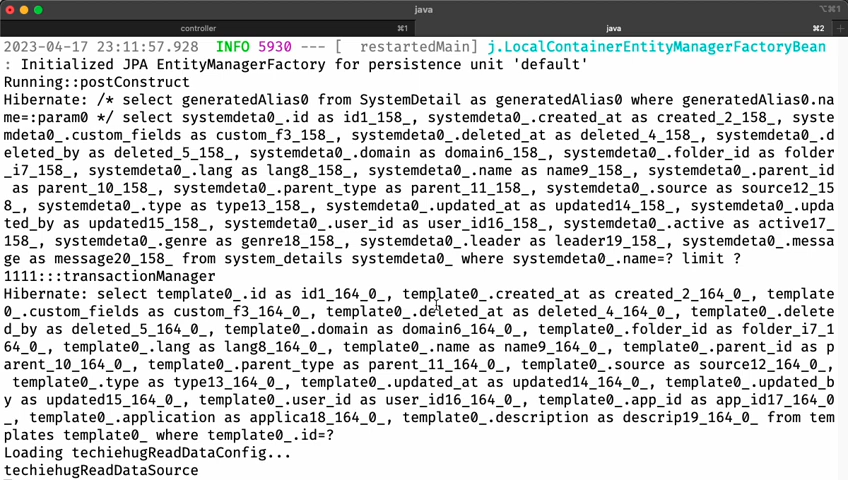 java
⌥⌘1
controller ⌘1
java ⌘2
2023-04-17 23:11:57.928  INFO 5930 --- [  restartedMain] j.LocalContainerEntityManagerFactoryBean
: Initialized JPA EntityManagerFactory for persistence unit 'default'
Running::postConstruct
Hibernate: /* select generatedAlias0 from SystemDetail as generatedAlias0 where generatedAlias0.na
me=:param0 */ select systemdeta0_.id as id1_158_, systemdeta0_.created_at as created_2_158_, syste
mdeta0_.custom_fields as custom_f3_158_, systemdeta0_.deleted_at as deleted_4_158_, systemdeta0_.d
eleted_by as deleted_5_158_, systemdeta0_.domain as domain6_158_, systemdeta0_.folder_id as folder
_i7_158_, systemdeta0_.lang as lang8_158_, systemdeta0_.name as name9_158_, systemdeta0_.parent_id
 as parent_10_158_, systemdeta0_.parent_type as parent_11_158_, systemdeta0_.source as source12_15
8_, systemdeta0_.type as type13_158_, systemdeta0_.updated_at as updated14_158_, systemdeta0_.upda
ted_by as updated15_158_, systemdeta0_.user_id as user_id16_158_, systemdeta0_.active as active17_
158_, systemdeta0_.genre as genre18_158_, systemdeta0_.leader as leader19_158_, systemdeta0_.messa
ge as message20_158_ from system_details systemdeta0_ where systemdeta0_.name=? limit ?
1111:::transactionManager
Hibernate: select template0_.id as id1_164_0_, template0_.created_at as created_2_164_0_, template
0_.custom_fields as custom_f3_164_0_, template0_.deleted_at as deleted_4_164_0_, template0_.delete
d_by as deleted_5_164_0_, template0_.domain as domain6_164_0_, template0_.folder_id as folder_i7_1
64_0_, template0_.lang as lang8_164_0_, template0_.name as name9_164_0_, template0_.parent_id as p
arent_10_164_0_, template0_.parent_type as parent_11_164_0_, template0_.source as source12_164_0_,
 template0_.type as type13_164_0_, template0_.updated_at as updated14_164_0_, template0_.updated_b
y as updated15_164_0_, template0_.user_id as user_id16_164_0_, template0_.app_id as app_id17_164_0
_, template0_.application as applica18_164_0_, template0_.description as descrip19_164_0_ from tem
plates template0_ where template0_.id=?
Loading techiehugReadDataConfig...
techiehugReadDataSource